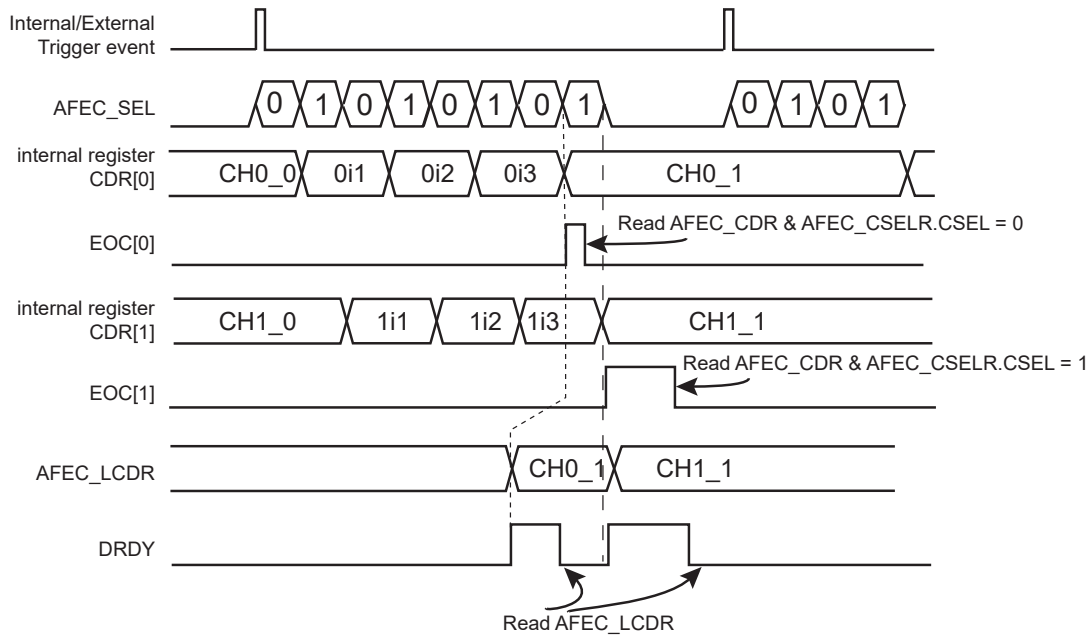 Internal/External
Trigger event
AFEC_SEL
0 1 0 1 0 1 0 1 0 1 0 1
internal register
CDR[0]
CH0_0 0i1 0i2 0i3 CH0_1
Read AFEC_CDR & AFEC_CSELR.CSEL = 0
EOC[0]
internal register
CDR[1]
CH1_0 1i1 1i2 1i3 CH1_1
Read AFEC_CDR & AFEC_CSELR.CSEL = 1
EOC[1]
AFEC_LCDR
CH0_1 CH1_1
DRDY
Read AFEC_LCDR